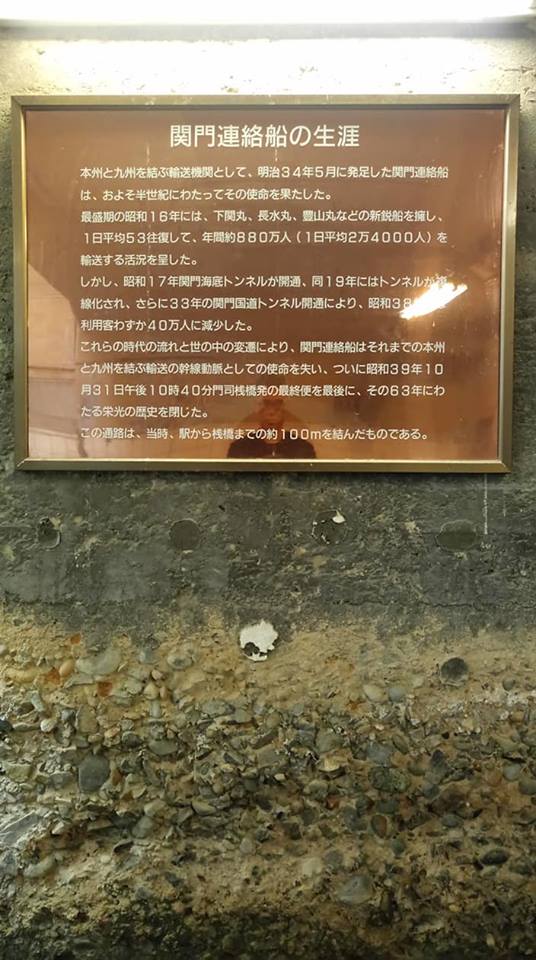 関門連絡船の生涯
本州と九州を結ぶ輸送機関として、明治34年5月に発足した関門連絡船
は、およそ半世紀にわたってその使命を果たした。
最盛期の昭和16年には、下関丸、長水丸、豊山丸などの新鋭船を擁し、
1日平均53往復して、年間約880万人(1日平均2万4000人)を
輸送する活況を呈した。
しかし、昭和17年関門海底トンネルが開通、同19年にはトンネルが複
線化され、さらに33年の関門国道トンネル開通により、昭和38
利用客わずか40万人に減少した。
これらの時代の流れと世の中の変遷により、関門連絡船はそれまでの本州
と九州を結ぶ輸送の幹線動脈としての使命を失い、ついに昭和39年10
月31日午後10時40分門司桟橋発の最終便を最後に、その63年にわ
たる栄光の歴史を閉じた。
この通路は、当時、駅から桟橋までの約100mを結んだものである。